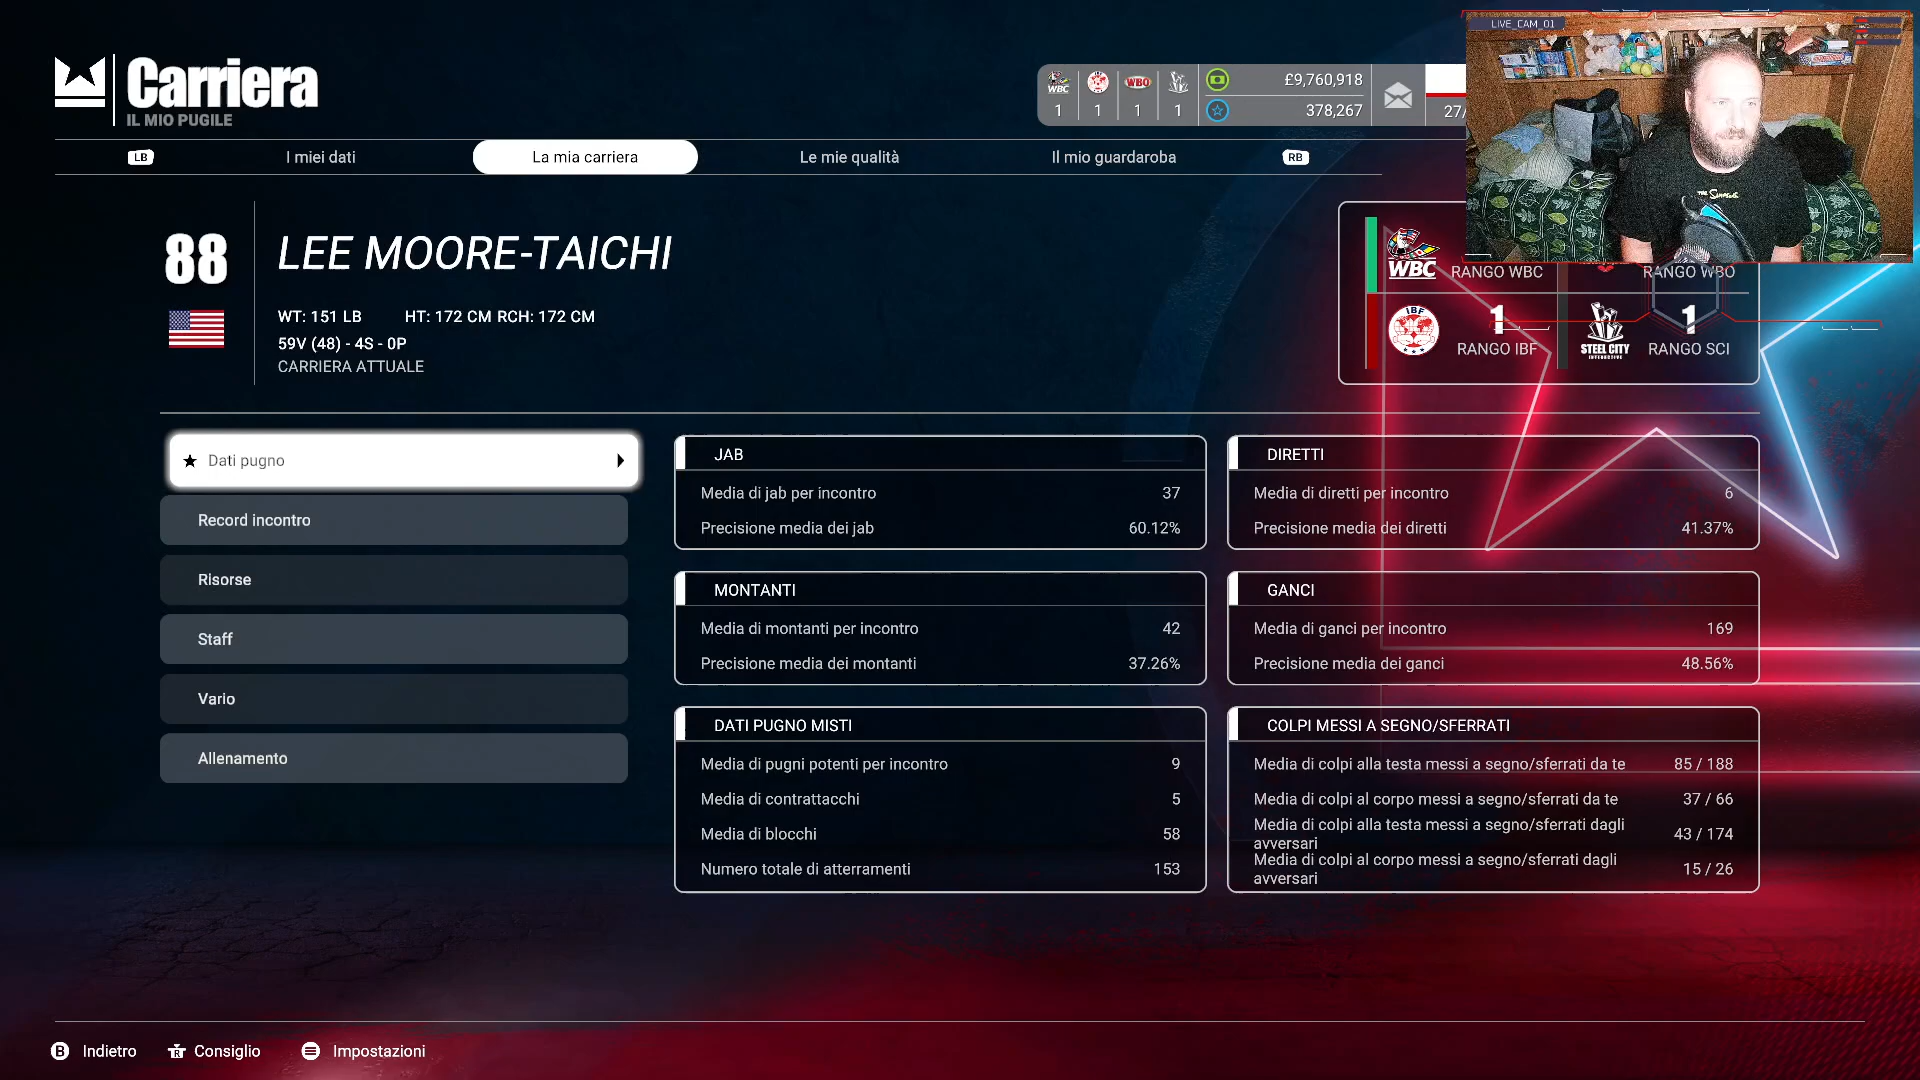 Carriera
IL MIO PUGILE
WBC
IBF
WBO
1
1
1
1
£9,760,918
378,267
27/
LIVE CAM 01
LB
I miei dati
La mia carriera
Le mie qualità
Il mio guardaroba
RB
88
LEE MOORE-TAICHI
WT: 151 LB
HT: 172 CM RCH: 172 CM
59V (48) - 4S - 0P
CARRIERA ATTUALE
WBC
RANGO WBC
RANGO WBO
IBF
1
RANGO IBF
STEEL CITY
INTERACTIVE
1
RANGO SCI
Dati pugno
Record incontro
Risorse
Staff
Vario
Allenamento
JAB
Media di jab per incontro 37
Precisione media dei jab 60.12%
DIRETTI
Media di diretti per incontro 6
Precisione media dei diretti 41.37%
MONTANTI
Media di montanti per incontro 42
Precisione media dei montanti 37.26%
GANCI
Media di ganci per incontro 169
Precisione media dei ganci 48.56%
DATI PUGNO MISTI
Media di pugni potenti per incontro 9
Media di contrattacchi 5
Media di blocchi 58
Numero totale di atterramenti 153
COLPI MESSI A SEGNO/SFERRATI
Media di colpi alla testa messi a segno/sferrati da te 85 / 188
Media di colpi al corpo messi a segno/sferrati da te 37 / 66
Media di colpi alla testa messi a segno/sferrati dagli
avversari 43 / 174
Media di colpi al corpo messi a segno/sferrati dagli
avversari 15 / 26
B Indietro
R Consiglio
Impostazioni